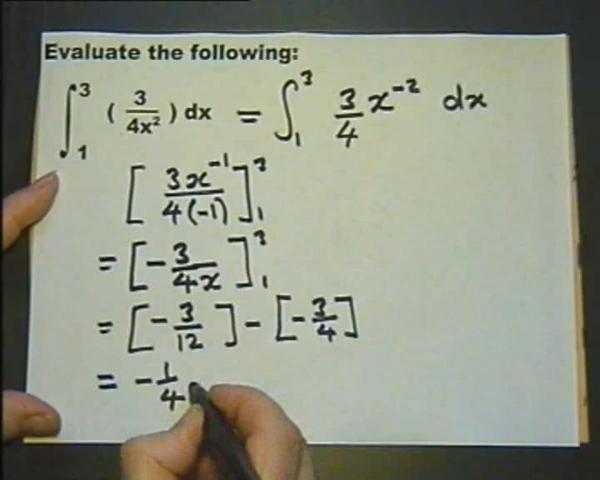 Evaluate the following:
∫₁³ (3/4x²) dx = ∫₁³ 3/4 x⁻² dx
[3x⁻¹/4(-1)]₁³
= [-3/4x]₁³
= [-3/12] - [-3/4]
= -1/4